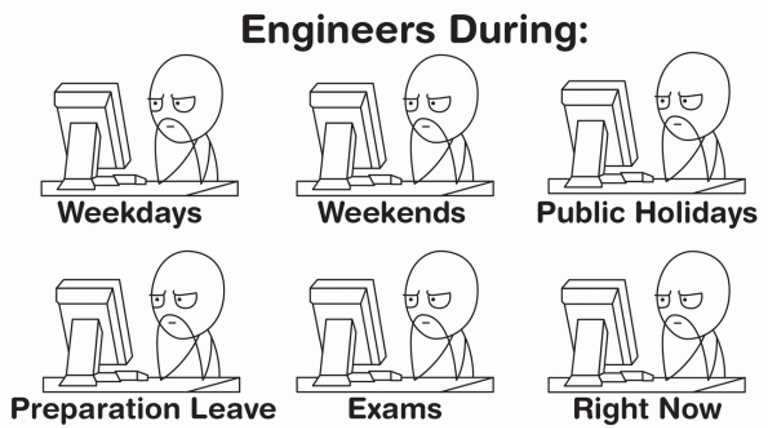 Engineers During:
Weekdays
Weekends
Public Holidays
Preparation Leave
Exams
Right Now